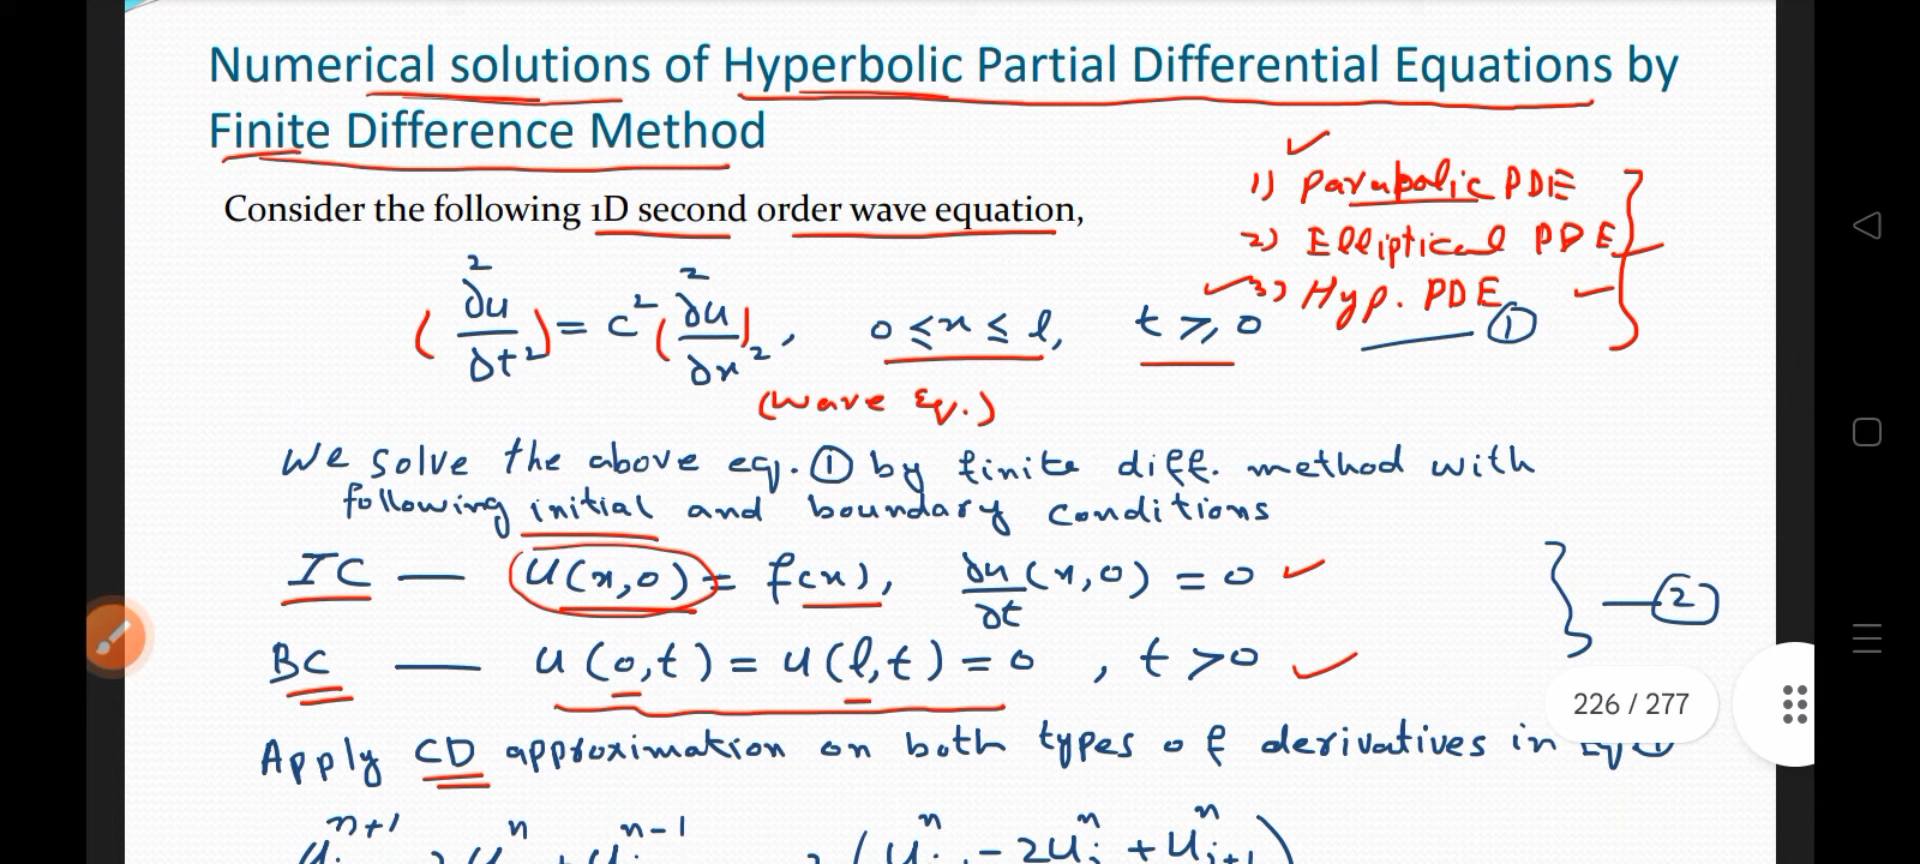 Numerical solutions of Hyperbolic Partial Differential Equations by
Finite Difference Method
Consider the following 1D second order wave equation,
1) Parabolic PDE
2) Elliptical PDE
3) Hyp. PDE
(∂²u/∂t²) = c²(∂²u/∂x²), 0 ≤ x ≤ l, t ≥ 0 ①
(Wave Eq.)
We solve the above eq. ① by finite diff. method with
following initial and boundary conditions
IC — u(x,0) = f(x), ∂u/∂t(x,0) = 0
BC — u(0,t) = u(l,t) = 0, t > 0 — ②
226 / 277
Apply CD approximation on both types of derivatives in